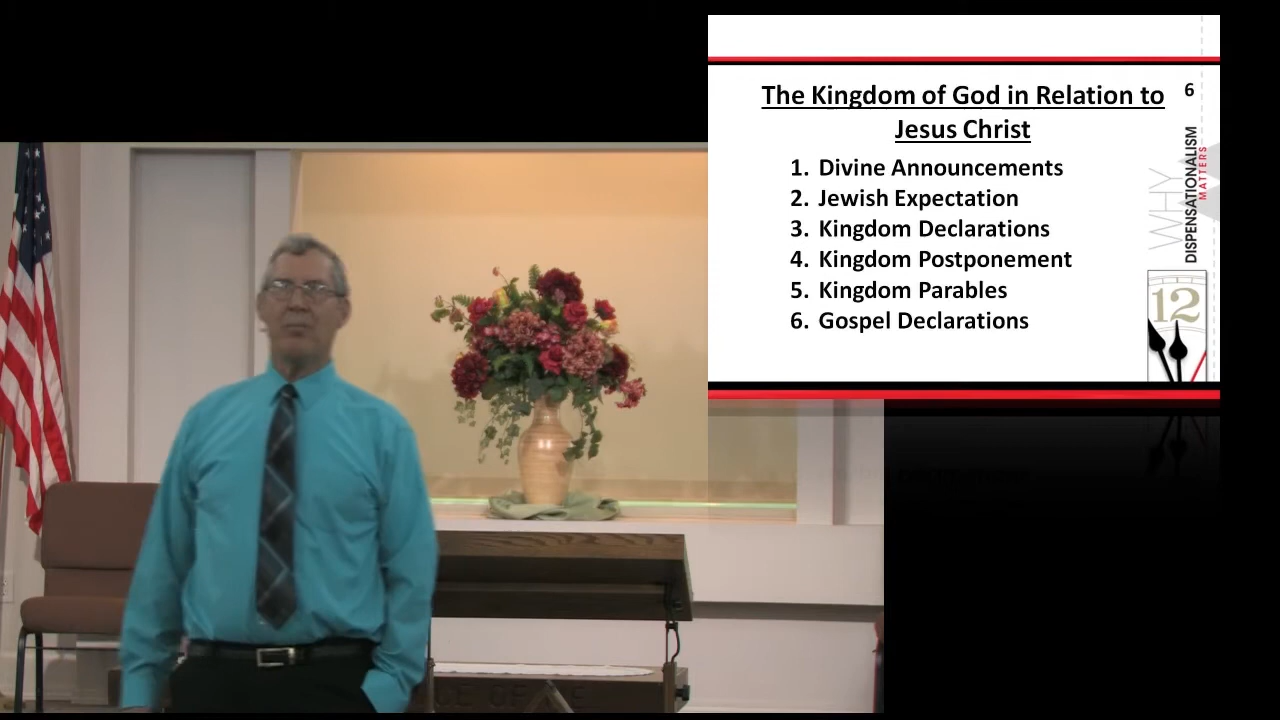 The Kingdom of God in Relation to
Jesus Christ
6
1. Divine Announcements
2. Jewish Expectation
3. Kingdom Declarations
4. Kingdom Postponement
5. Kingdom Parables
6. Gospel Declarations
WHY
DISPENSATIONALISM
MATTERS
12